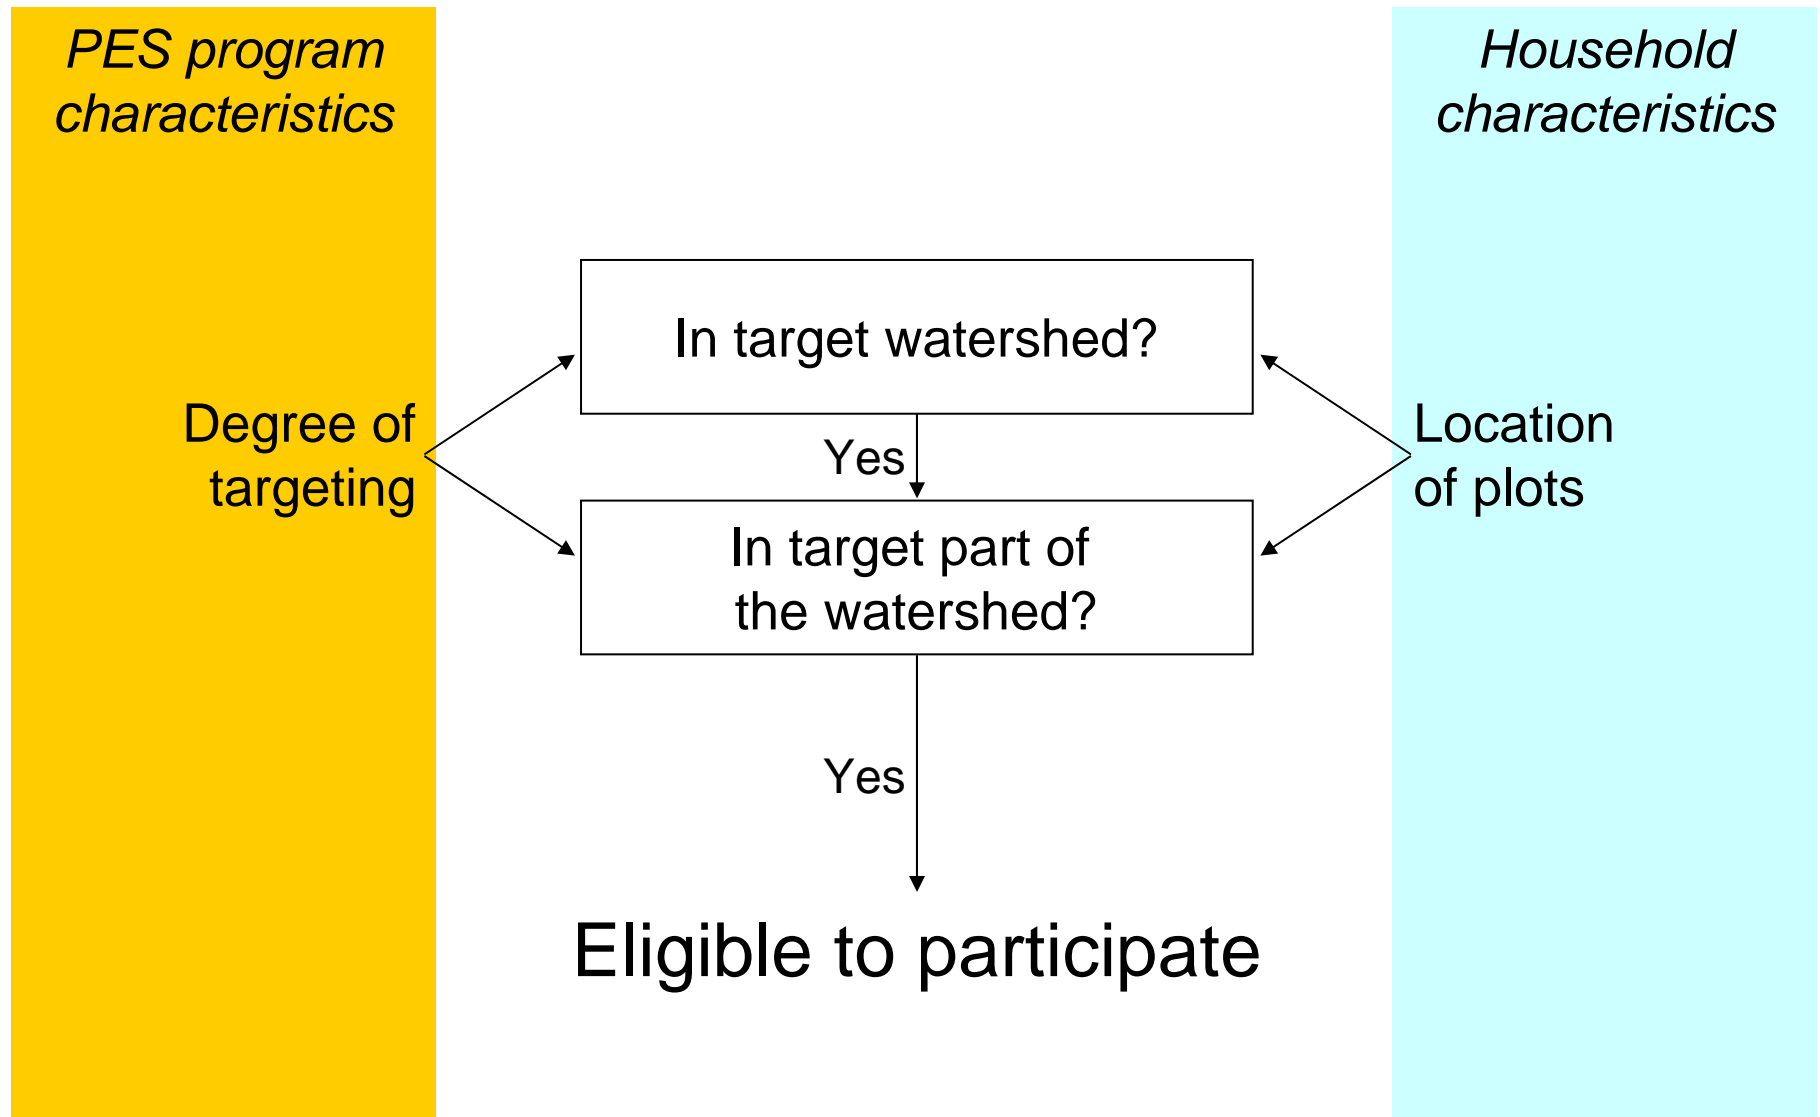 PES program
characteristics
Household
characteristics
In target watershed?
Degree of
targeting
Yes
Location
of plots
In target part of
the watershed?
Yes
Eligible to participate